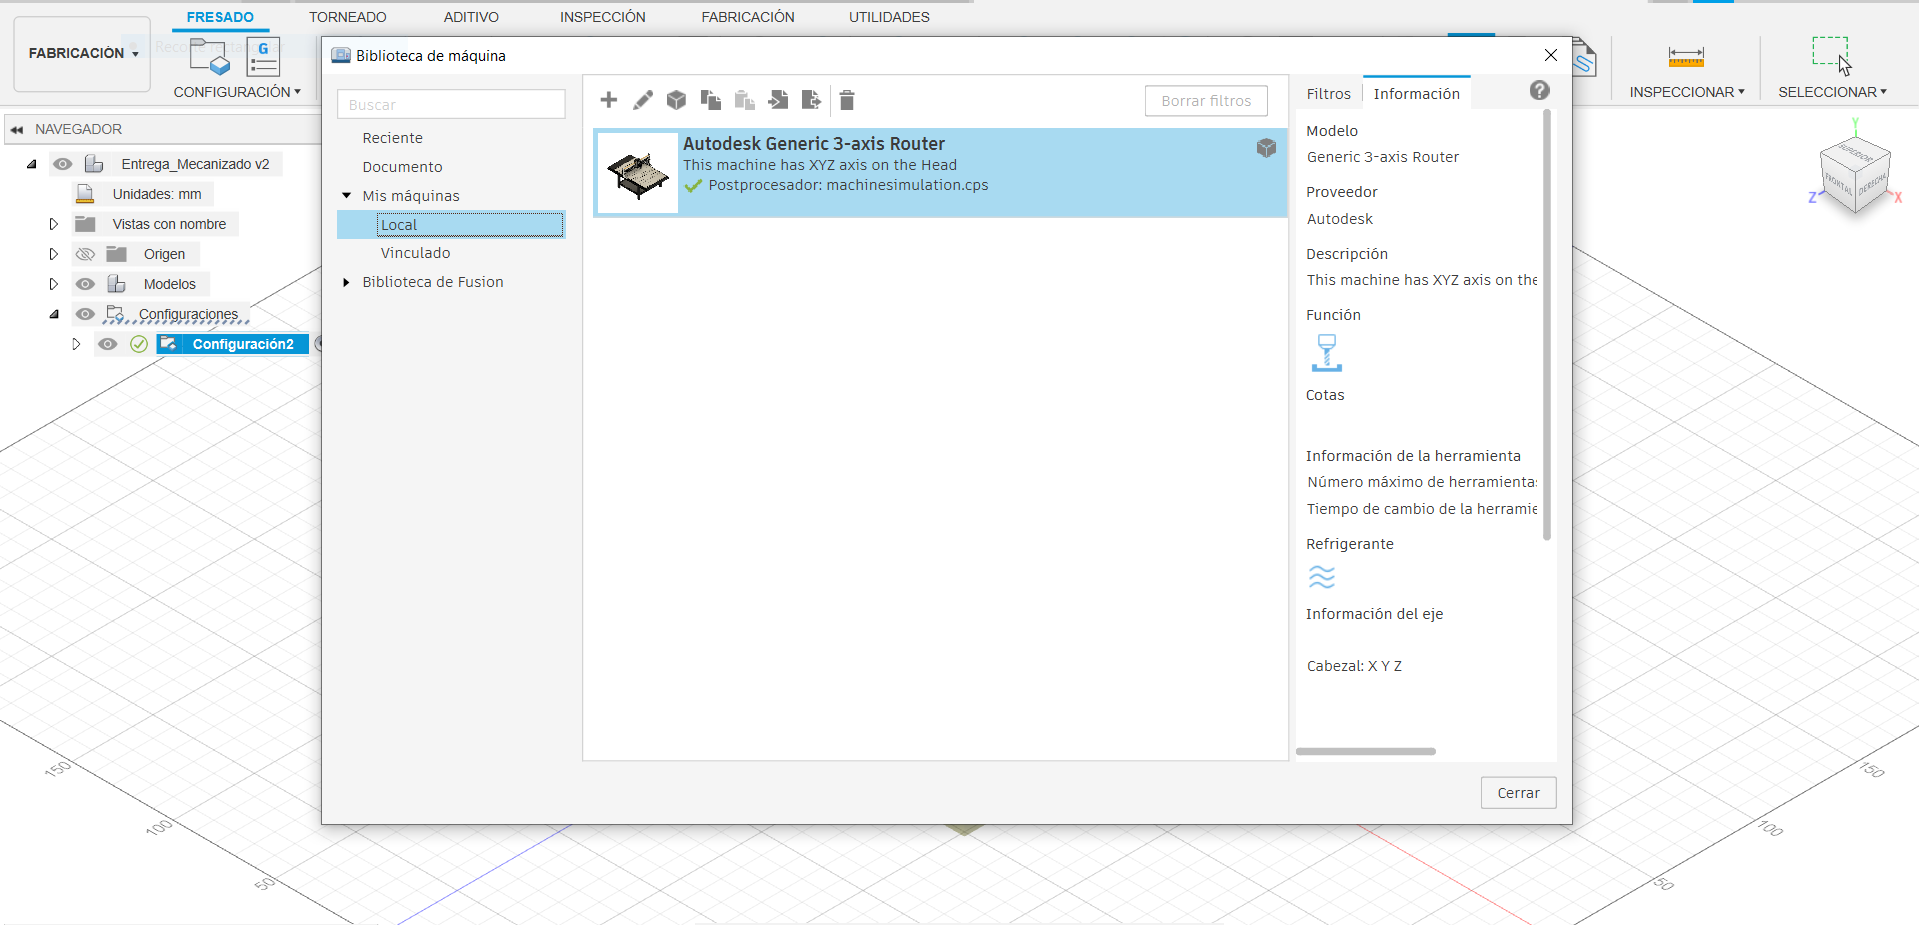 FRESADO
TORNEADO
ADITIVO
INSPECCIÓN
FABRICACIÓN
UTILIDADES
FABRICACIÓN
G
CONFIGURACIÓN
INSPECCIONAR
SELECCIONAR
Biblioteca de máquina
NAVEGADOR
Entrega_Mecanizado v2
Unidades: mm
Vistas con nombre
Origen
Modelos
Configuraciones
Configuración2
Buscar
Reciente
Documento
Mis máquinas
Local
Vinculado
Biblioteca de Fusion
Borrar filtros
Autodesk Generic 3-axis Router
This machine has XYZ axis on the Head
Postprocesador: machinesimulation.cps
Filtros
Información
Modelo
Generic 3-axis Router
Proveedor
Autodesk
Descripción
This machine has XYZ axis on the
Función
Cotas
Información de la herramienta
Número máximo de herramientas
Tiempo de cambio de la herramie
Refrigerante
Información del eje
Cabezal: X Y Z
Cerrar
Y
SUPERIOR
FRONTAL
DERECHA
Z
X
150
100
50
150
100
50